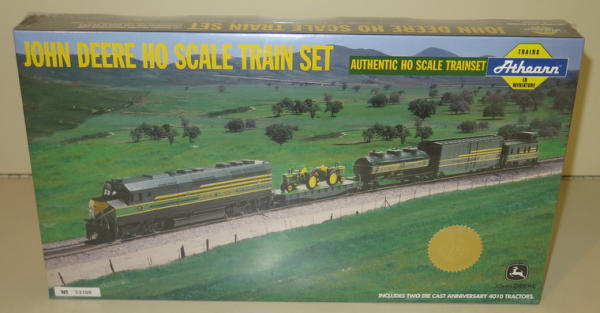 JOHN DEERE HO SCALE TRAIN SET
JOHN DEERE HO SCALE TRAIN SET
AUTHENTIC HO SCALE TRAINSET
TRAINS
Athearn
IN
MINIATURE
JOHN DEERE
INCLUDES TWO DIE CAST ANNIVERSARY 4010 TRACTORS.